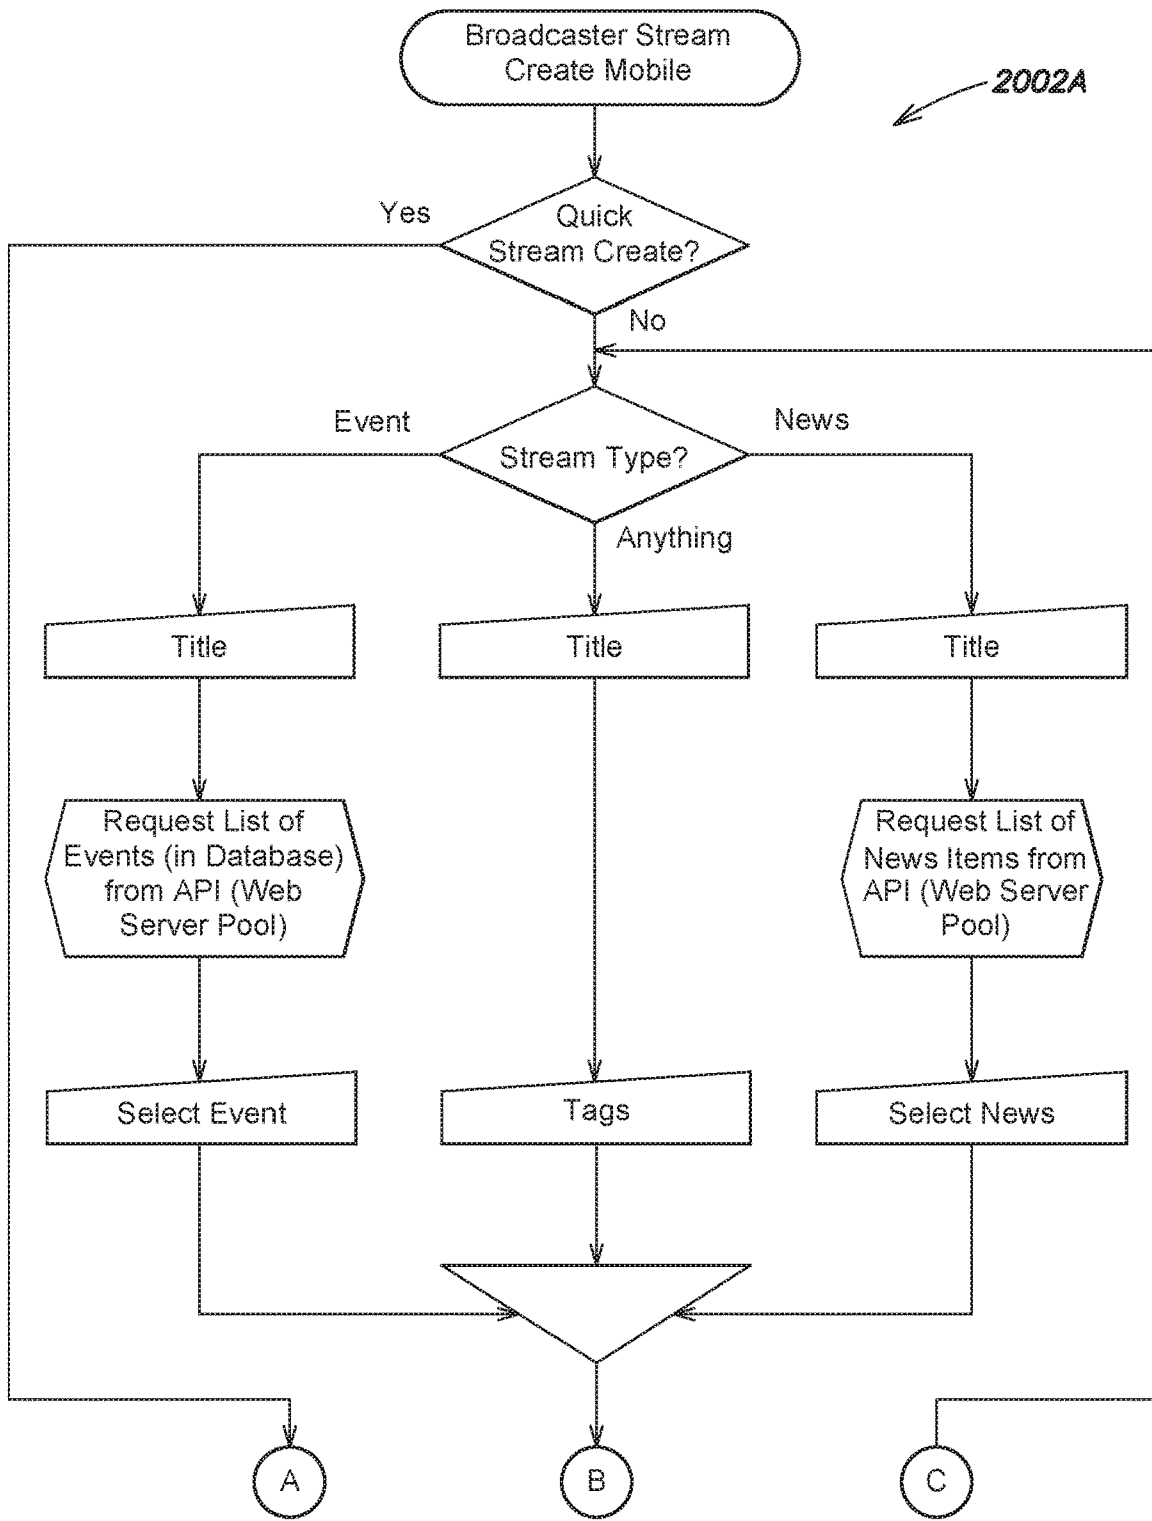 Broadcaster Stream
Create Mobile
2002A
Yes
Quick
Stream Create?
No
Event
News
Stream Type?
Anything
Title
Title
Title
Request List of
Events (in Database)
from API (Web
Server Pool)
Request List of
News Items from
API (Web Server
Pool)
Select Event
Tags
Select News
A
B
C